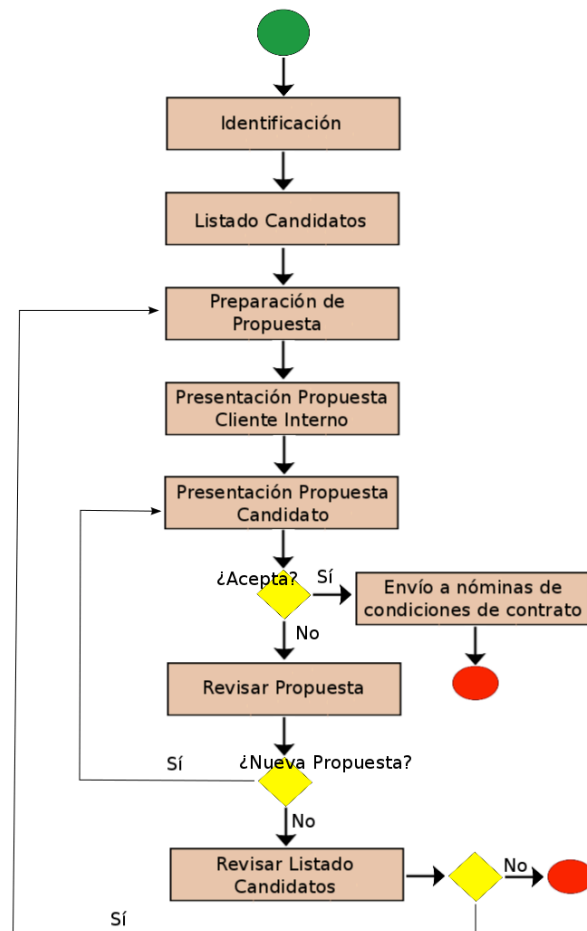 Identificación
Listado Candidatos
Preparación de
Propuesta
Presentación Propuesta
Cliente Interno
Presentación Propuesta
Candidato
¿Acepta?
Sí
Envío a nóminas de
condiciones de contrato
No
Revisar Propuesta
¿Nueva Propuesta?
Sí
No
Revisar Listado
Candidatos
No
Sí